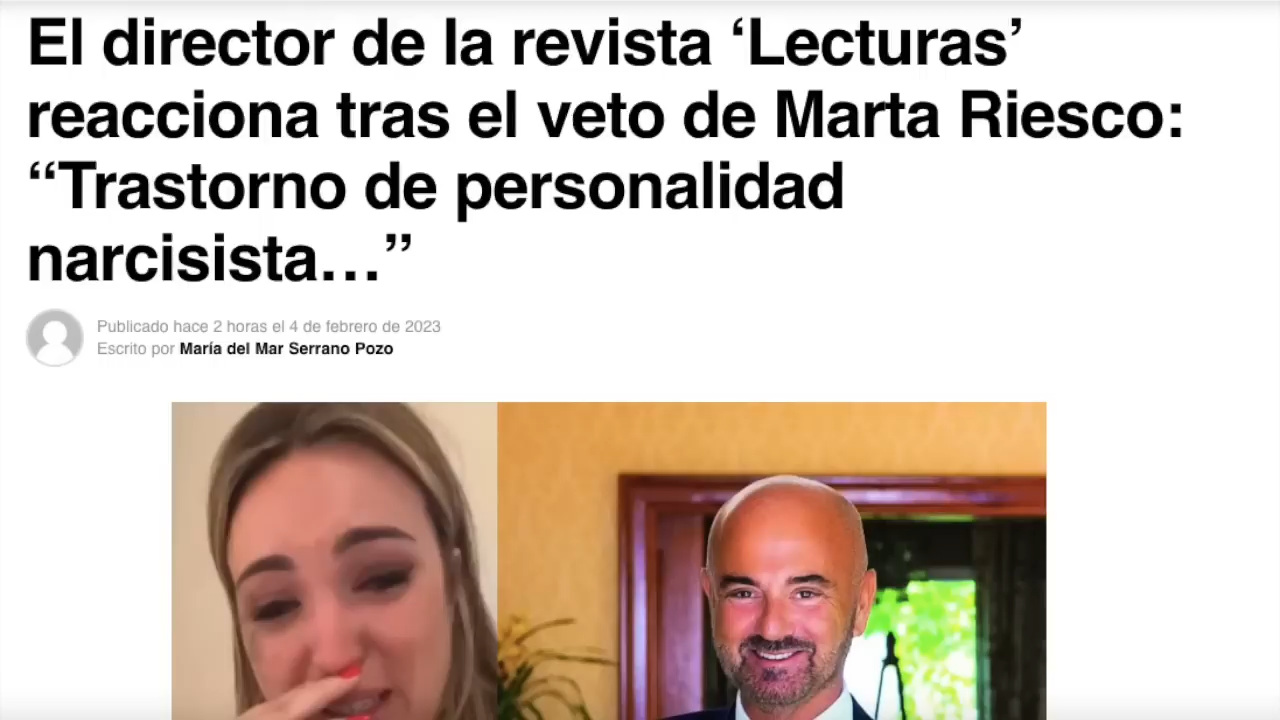 El director de la revista ‘Lecturas’
reacciona tras el veto de Marta Riesco:
“Trastorno de personalidad
narcisista…”
Publicado hace 2 horas el 4 de febrero de 2023
Escrito por María del Mar Serrano Pozo